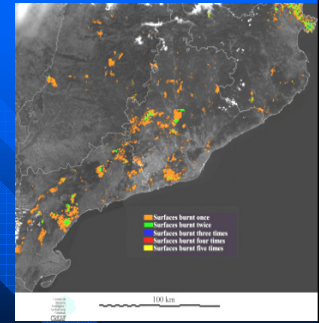 Surfaces burnt once
Surfaces burnt twice
Surfaces burnt three times
Surfaces burnt four times
Surfaces burnt five times
100 km